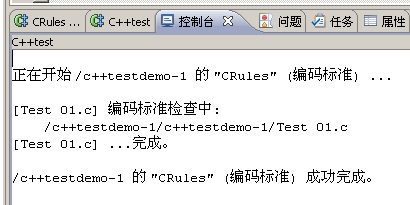 CRules ... C++test 控制台 问题 任务 属性
C++test
正在开始 /c++testdemo-1 的 "CRules" (编码标准) ...
[Test 01.c] 编码标准检查中：
/c++testdemo-1/c++testdemo-1/Test 01.c
[Test 01.c] ...完成。
/c++testdemo-1 的 "CRules" (编码标准) 成功完成。